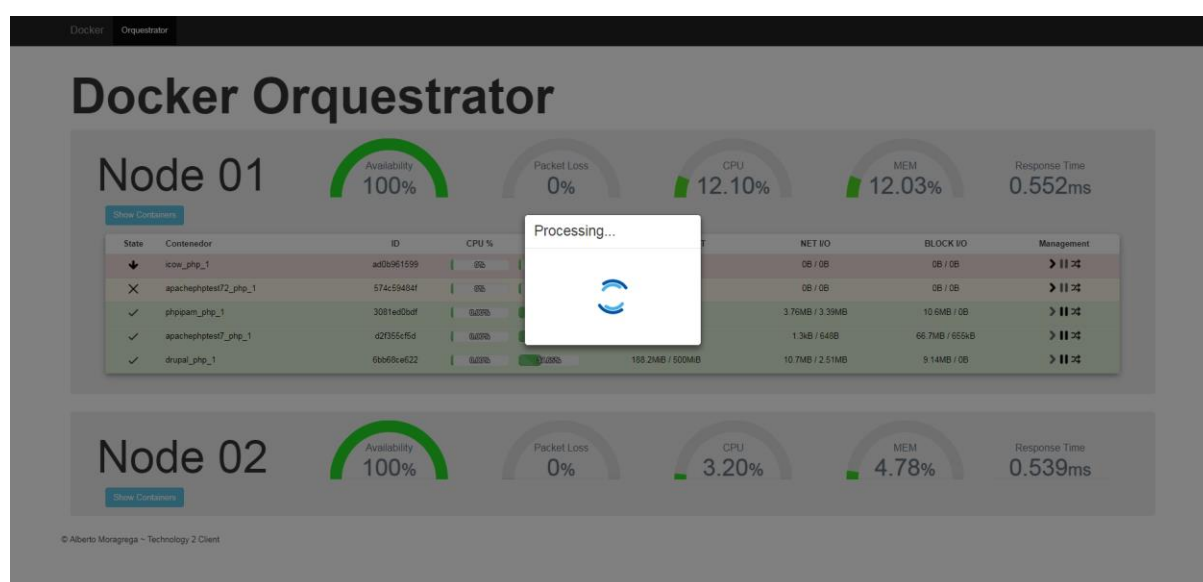 Docker Orquestrator
Docker Orquestrator
Node 01
Availability
100%
Packet Loss
0%
CPU
12.10%
MEM
12.03%
Response Time
0.552ms
Show Containers
Processing...
State Contenedor ID CPU % T NET I/O BLOCK I/O Management
icow_php_1 ad0b961599 0% 0B / 0B 0B / 0B
apachephptest72_php_1 574c59484f 0% 0B / 0B 0B / 0B
phpipam_php_1 3081ed0bdf 3.76MB / 3.39MB 10.6MB / 0B
apachephptest7_php_1 d2f355cf5d 1.3kB / 648B 66.7MB / 655kB
drupal_php_1 6bb68ce622 188.2MiB / 500MiB 10.7MB / 2.51MB 9.14MB / 0B
Node 02
Availability
100%
Packet Loss
0%
CPU
3.20%
MEM
4.78%
Response Time
0.539ms
Show Containers
© Alberto Moragrega ~ Technology 2 Client